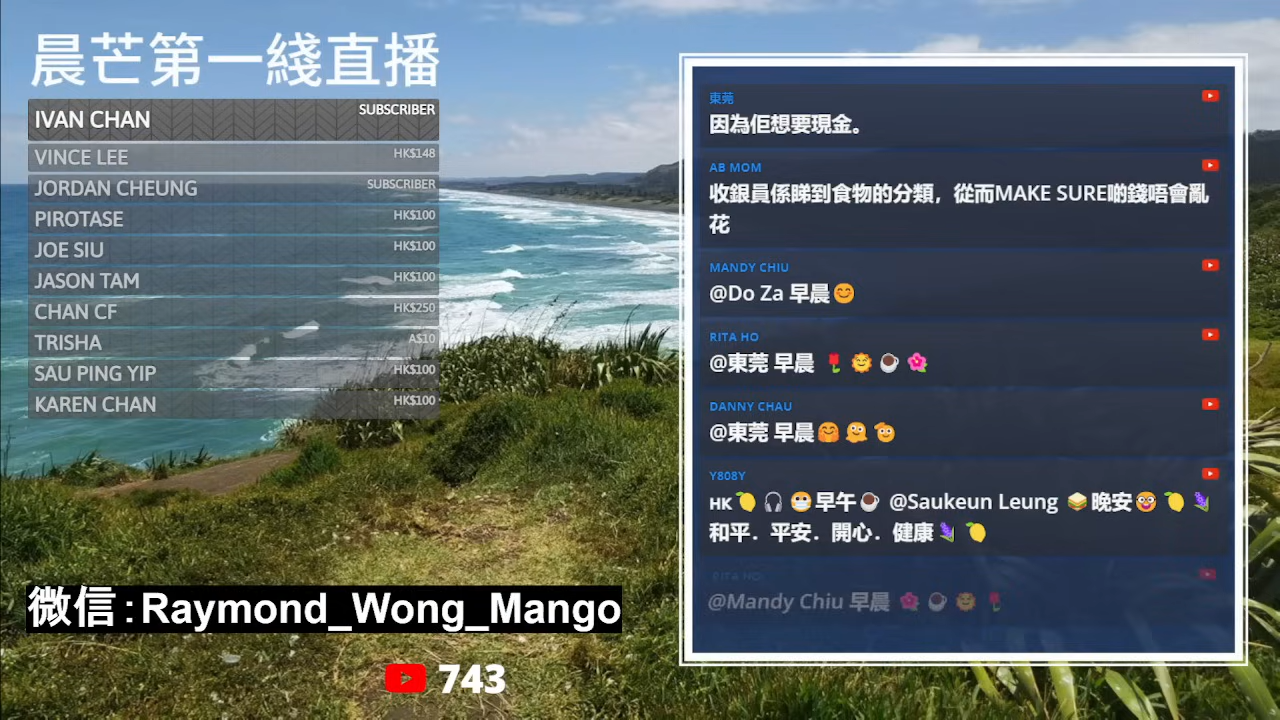 晨芒第一綫直播
IVAN CHAN SUBSCRIBER
VINCE LEE HK$148
JORDAN CHEUNG SUBSCRIBER
PIROTASE HK$100
JOE SIU HK$100
JASON TAM HK$100
CHAN CF HK$250
TRISHA A$10
SAU PING YIP HK$100
KAREN CHAN HK$100
微信:Raymond_Wong_Mango
743
東莞
因為佢想要現金。
AB MOM
收銀員係睇到食物的分類，從而MAKE SURE啲錢唔會亂
花
MANDY CHIU
@Do Za 早晨😊
RITA HO
@東莞 早晨 🌷🌞☕🌺
DANNY CHAU
@東莞 早晨🤗🫠🫡
Y808Y
ʜᴋ🍋🎧😷早午☕ @Saukeun Leung 🥪晚安🤓🍋🪻
和平．平安．開心．健康🪻🍋
RITA HO
@Mandy Chiu 早晨 🌺☕🌞🌷